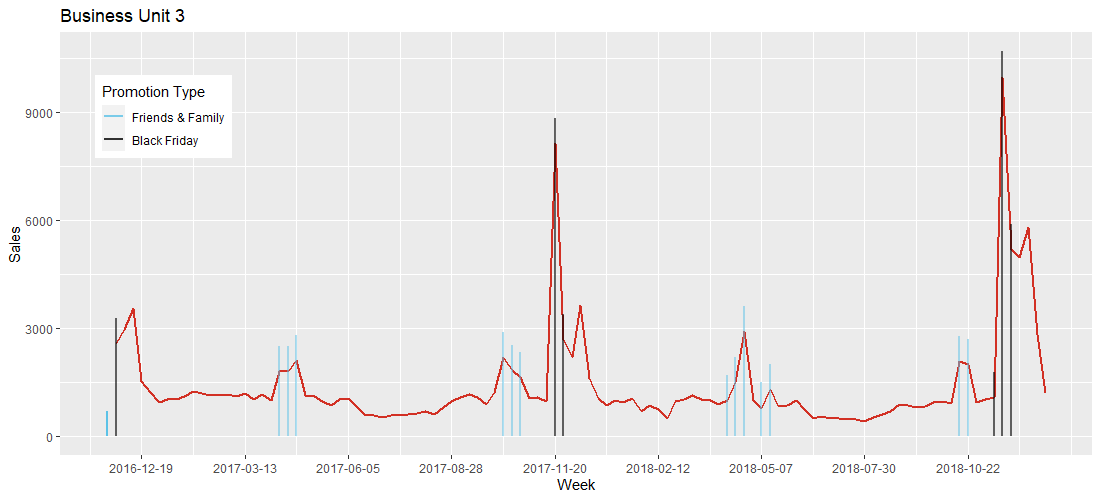 Business Unit 3
Promotion Type
Friends & Family
Black Friday
Sales
9000
6000
3000
0
2016-12-19 2017-03-13 2017-06-05 2017-08-28 2017-11-20 2018-02-12 2018-05-07 2018-07-30 2018-10-22
Week